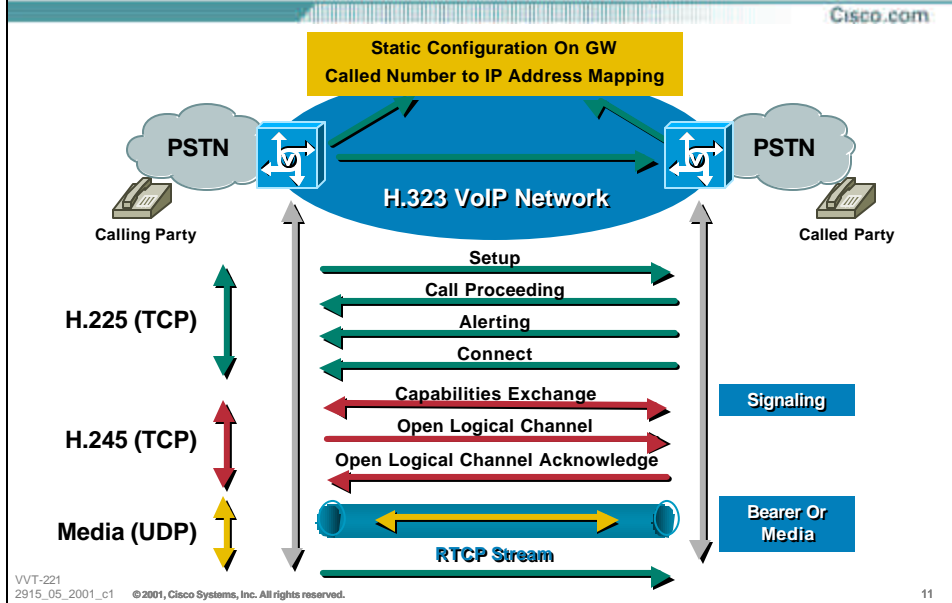 Cisco.com
Static Configuration On GW
Called Number to IP Address Mapping
PSTN
V
V
PSTN
H.323 VoIP Network
Calling Party
Called Party
Setup
Call Proceeding
H.225 (TCP)
Alerting
Connect
Capabilities Exchange
Signaling
Open Logical Channel
H.245 (TCP)
Open Logical Channel Acknowledge
Bearer Or
Media
Media (UDP)
RTCP Stream
VVT-221
2915_05_2001_c1 © 2001, Cisco Systems, Inc. All rights reserved. 11